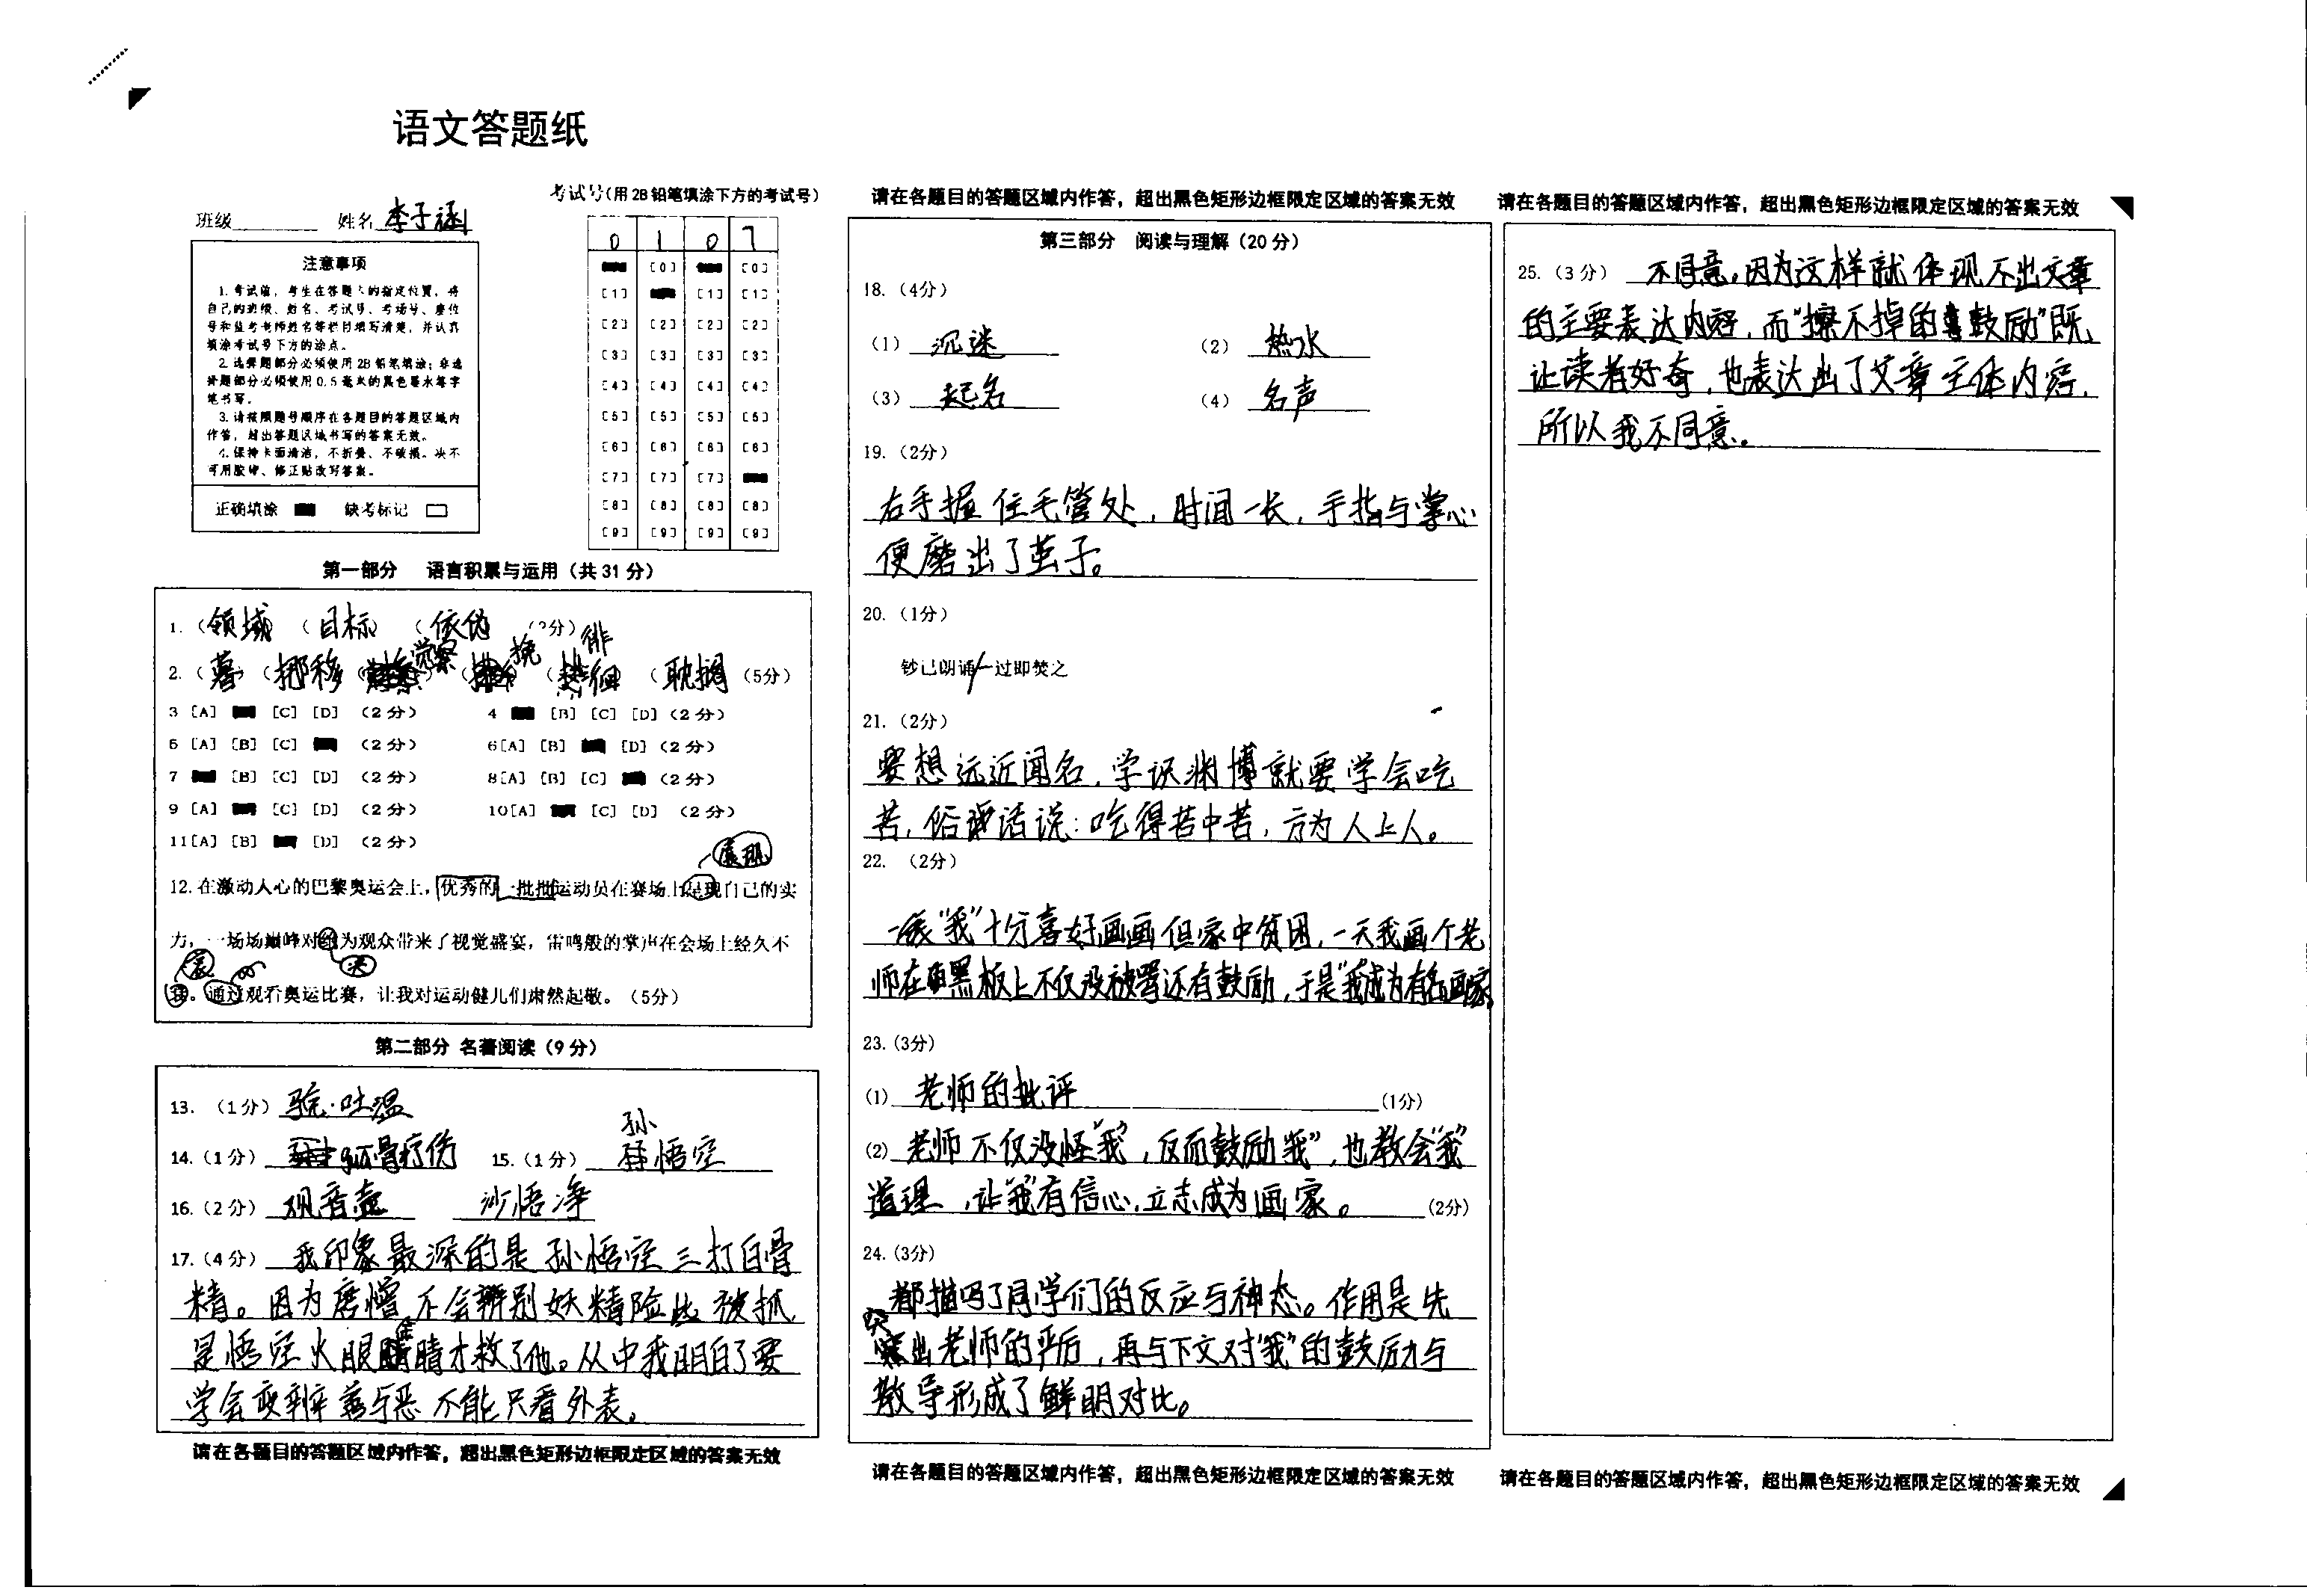 语文答题纸
班级 姓名 李子涵
考试号(用2B铅笔填涂下方的考试号)
0 1 0 7
[0] [0]
[1] [1] [1]
[2] [2] [2] [2]
[3] [3] [3] [3]
[4] [4] [4] [4]
[5] [5] [5] [5]
[6] [6] [6] [6]
[7] [7] [7]
[8] [8] [8] [8]
[9] [9] [9] [9]
注意事项
1.考试前,考生在答题卡的指定位置,将
自己的班级、姓名、考试号、考场号、座位
号和监考老师姓名等栏目填写清楚,并认真
填涂考试号下方的涂点。
2.选择题部分必须使用2B铅笔填涂;非选
择题部分必须使用0.5毫米的黑色墨水签字
笔书写。
3.请按照题号顺序在各题目的答题区域内
作答,超出答题区域书写的答案无效。
4.保持卡面清洁,不折叠、不破损。决不
可用胶带、修正贴改写答案。
正确填涂 缺考标记
第一部分 语言积累与运用(共31分)
1.(领域)(目标)(依伪
2.(暮)(挪移 察 挽 徘徊 (耽搁(5分)
3 [A] [C] [D] (2分) 4 [B] [C] [D] (2分)
5 [A] [B] [C] (2分) 6[A] [B] [D] (2分)
7 [B] [C] [D] (2分) 8[A] [B] [C] (2分)
9 [A] [C] [D] (2分) 10[A] [C] [D] (2分)
11[A] [B] [D] (2分)
展现
12.在激动人心的巴黎奥运会上,优秀的一批批运动员在赛场上呈现自己的实
力,一场场巅峰对给为观众带来了视觉盛宴,雷鸣般的掌声在会场上经久不
决
。通过观看奥运比赛,让我对运动健儿们肃然起敬。(5分)
第二部分 名著阅读(9分)
13.(1分)骆·吐温
14.(1分) 骨疗伤 15.(1分) 孙悟空
16.(2分) 观音 沙悟净
17.(4分) 我印象最深的是孙悟空三打白骨
精。因为唐僧不会辨别妖精险些被抓,
是悟空火眼金睛才救了他。从中我明白了要
学会辨善与恶不能只看外表。
请在各题目的答题区域内作答,超出黑色矩形边框限定区域的答案无效
请在各题目的答题区域内作答,超出黑色矩形边框限定区域的答案无效
第三部分 阅读与理解(20分)
18.(4分)
(1) 沉迷 (2) 热水
(3) 起名 (4) 名声
19.(2分)
右手握住毛管处,时间一长,手指与掌心
便磨出了茧子。
20.(1分)
钞已朗诵/一过即焚之
21.(2分)
要想远近闻名,学识渊博就要学会吃
苦,俗话说:吃得苦中苦,方为人上人。
22.(2分)
"我"十分喜好画画但家中贫困,一天我画个老
师在黑板上不仅没被骂还有鼓励,于是"我"成为有名画家
23.(3分)
(1) 老师的批评 (1分)
(2) 老师不仅没怪"我",反而鼓励"我",也教会"我"
道理,让"我"有信心,立志成为画家。(2分)
24.(3分)
都描写了同学们的反应与神态。作用是先
突出老师的严厉,再与下文对"我"的鼓励与
教导形成了鲜明对比。
请在各题目的答题区域内作答,超出黑色矩形边框限定区域的答案无效
请在各题目的答题区域内作答,超出黑色矩形边框限定区域的答案无效
25.(3分) 不同意。因为这样就体现不出文章
的主要表达内容,而"擦不掉的鼓励"既
让读者好奇,也表达出了文章主体内容,
所以我不同意。
请在各题目的答题区域内作答,超出黑色矩形边框限定区域的答案无效